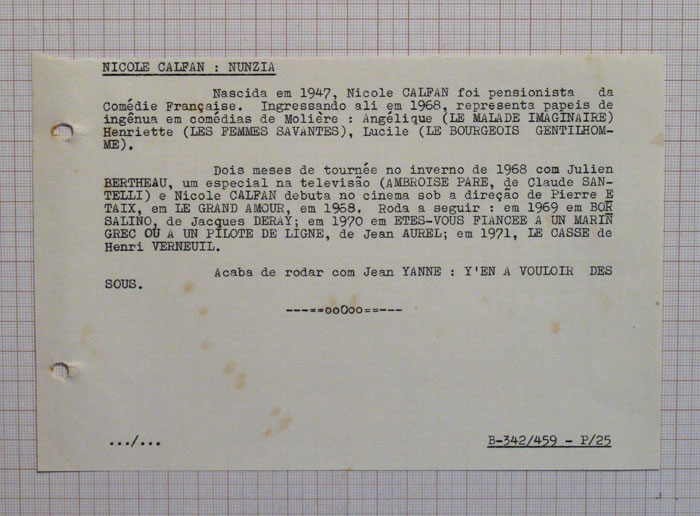 NICOLE CALFAN : NUNZIA
Nascida em 1947, Nicole CALFAN foi pensionista da
Comédie Française. Ingressando ali em 1968, representa papeis de
ingênua em comédias de Molière : Angélique (LE MALADE IMAGINAIRE)
Henriette (LES FEMMES SAVANTES), Lucile (LE BOURGEOIS GENTILHOM-
ME).
Dois meses de tournée no inverno de 1968 com Julien
BERTHEAU, um especial na televisão (AMBROISE PARE, de Claude SAN-
TELLI) e Nicole CALFAN debuta no cinema sob a direção de Pierre E
TAIX, em LE GRAND AMOUR, em 1968. Roda a seguir : em 1969 em BOR
SALINO, de Jacques DERAY; em 1970 em ETES-VOUS FIANCEE A UN MARIN
GREC OÙ A UN PILOTE DE LIGNE, de Jean AUREL; em 1971, LE CASSE de
Henri VERNEUIL.
Acaba de rodar com Jean YANNE : Y'EN A VOULOIR DES
SOUS.
---==ooOoo==---
.../...
B-342/459 - P/25